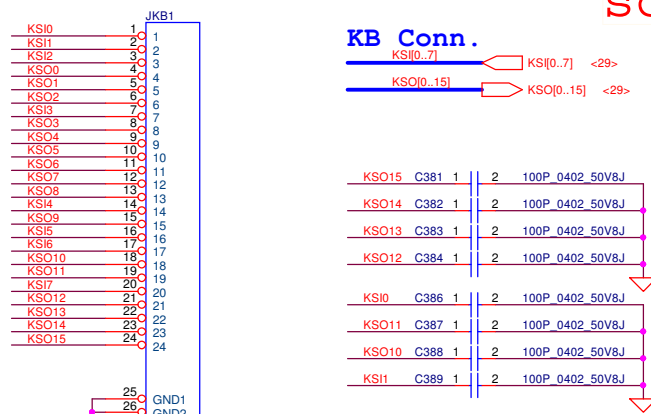 JKB1
KSI0 1 1
KSI1 2 2
KSI2 3 3
KSO0 4 4
KSO1 5 5
KSO2 6 6
KSI3 7 7
KSO3 8 8
KSO4 9 9
KSO5 10 10
KSO6 11 11
KSO7 12 12
KSO8 13 13
KSI4 14 14
KSO9 15 15
KSI5 16 16
KSI6 17 17
KSO10 18 18
KSO11 19 19
KSI7 20 20
KSO12 21 21
KSO13 22 22
KSO14 23 23
KSO15 24 24
25 GND1
26 GND2
KB Conn.
KSI[0..7] KSI[0..7] <29>
KSO[0..15] KSO[0..15] <29>
KSO15 C381 1 2 100P_0402_50V8J
KSO14 C382 1 2 100P_0402_50V8J
KSO13 C383 1 2 100P_0402_50V8J
KSO12 C384 1 2 100P_0402_50V8J
KSI0 C386 1 2 100P_0402_50V8J
KSO11 C387 1 2 100P_0402_50V8J
KSO10 C388 1 2 100P_0402_50V8J
KSI1 C389 1 2 100P_0402_50V8J